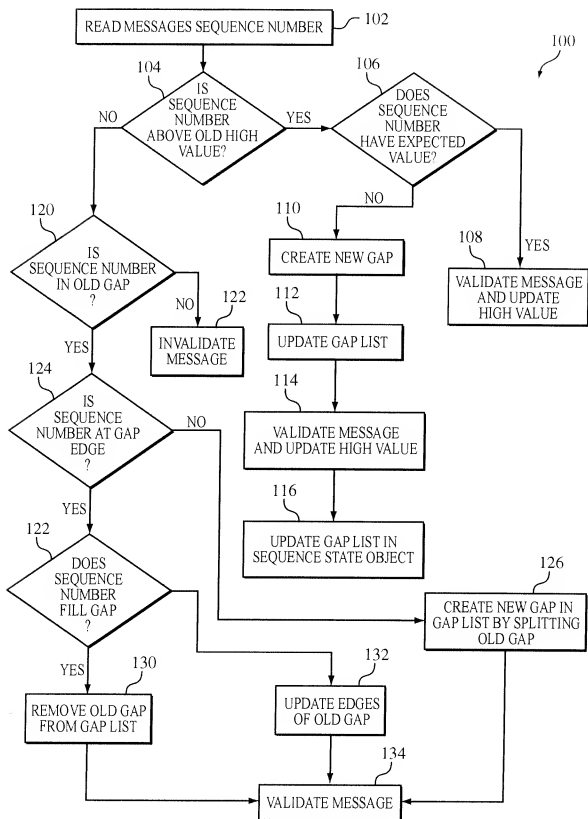 READ MESSAGES SEQUENCE NUMBER
102
100
104
IS
SEQUENCE
NUMBER
ABOVE OLD HIGH
VALUE?
NO
YES
106
DOES
SEQUENCE
NUMBER
HAVE EXPECTED
VALUE?
NO
YES
110
CREATE NEW GAP
108
VALIDATE MESSAGE
AND UPDATE
HIGH VALUE
112
UPDATE GAP LIST
114
VALIDATE MESSAGE
AND UPDATE HIGH VALUE
116
UPDATE GAP LIST IN
SEQUENCE STATE OBJECT
120
IS
SEQUENCE NUMBER
IN OLD GAP
?
NO
122
INVALIDATE
MESSAGE
YES
124
IS
SEQUENCE
NUMBER AT GAP
EDGE
?
NO
YES
122
DOES
SEQUENCE
NUMBER
FILL GAP
?
YES
126
CREATE NEW GAP IN
GAP LIST BY SPLITTING
OLD GAP
130
REMOVE OLD GAP
FROM GAP LIST
132
UPDATE EDGES
OF OLD GAP
134
VALIDATE MESSAGE